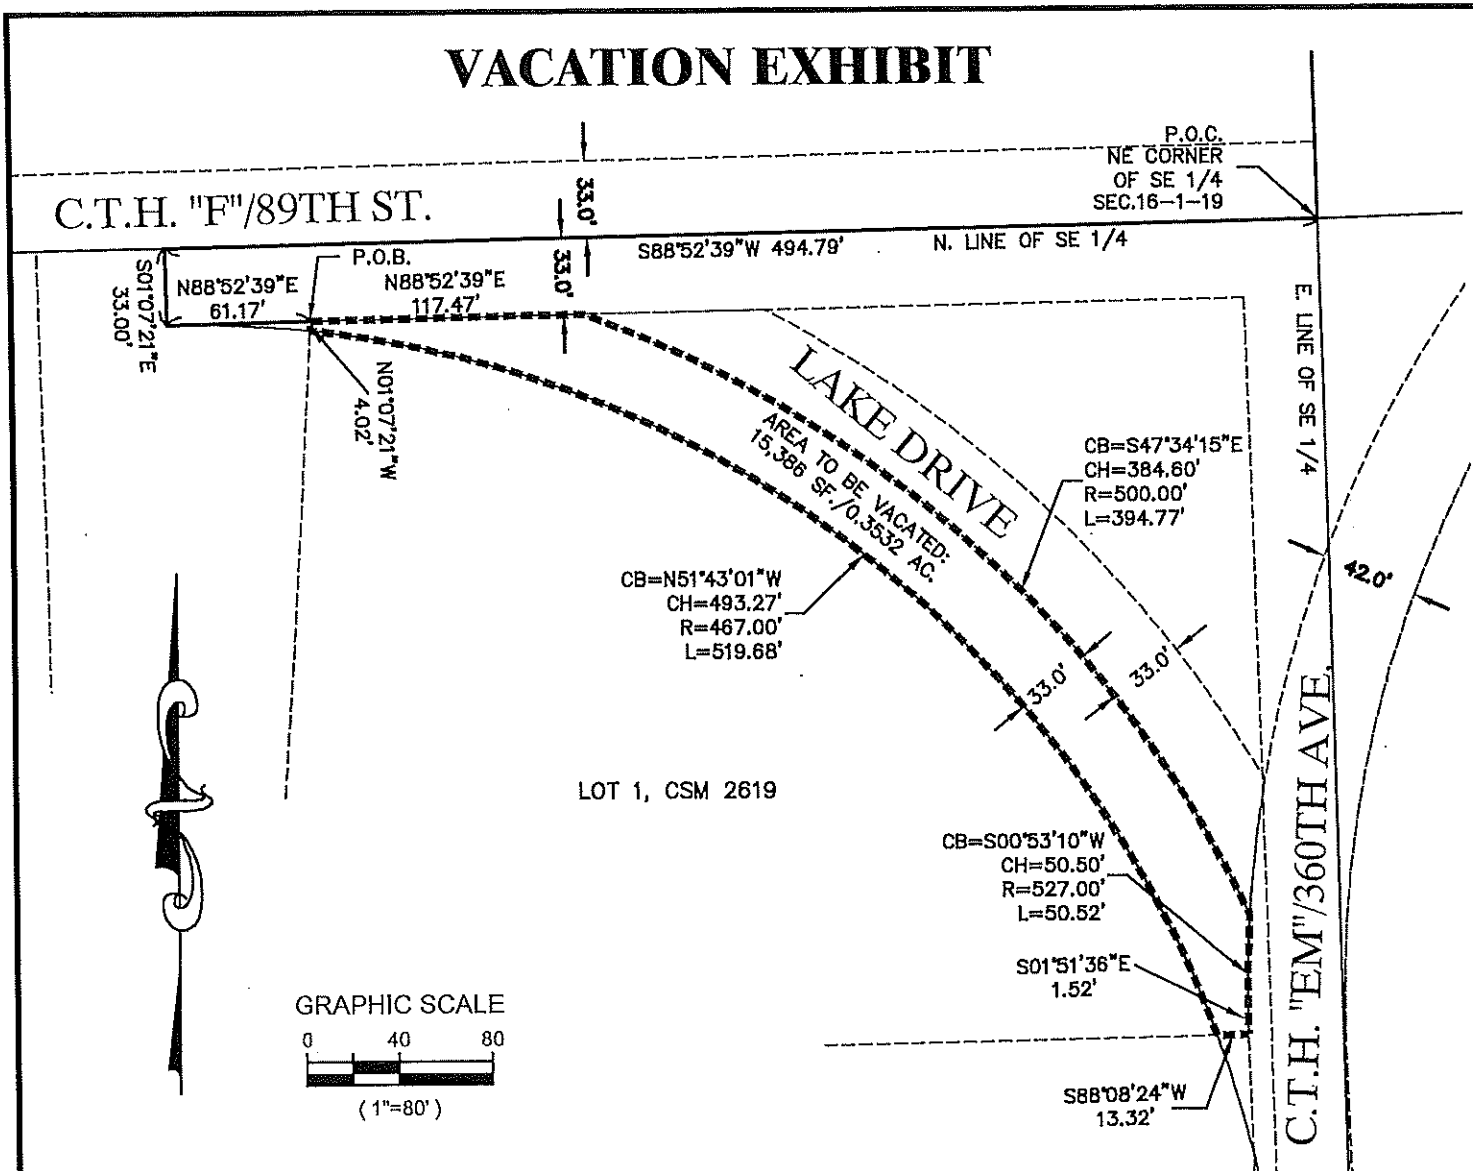 VACATION EXHIBIT
P.O.C.
NE CORNER
OF SE 1/4
SEC.16-1-19
C.T.H. "F"/89TH ST.
33.0'
S88°52'39"W 494.79'
N. LINE OF SE 1/4
P.O.B.
33.0'
S01°07'21"E
33.00'
N88°52'39"E
61.17'
N88°52'39"E
117.47'
E. LINE OF SE 1/4
N01°07'21"W
4.02'
LAKE DRIVE
AREA TO BE VACATED:
15,386 SF./0.3532 AC.
CB=S47°34'15"E
CH=384.60'
R=500.00'
L=394.77'
42.0'
CB=N51°43'01"W
CH=493.27'
R=467.00'
L=519.68'
33.0'
33.0'
LOT 1, CSM 2619
C.T.H. "EM"/360TH AVE.
CB=S00°53'10"W
CH=50.50'
R=527.00'
L=50.52'
S01°51'36"E
1.52'
GRAPHIC SCALE
0 40 80
(1"=80')
S88°08'24"W
13.32'